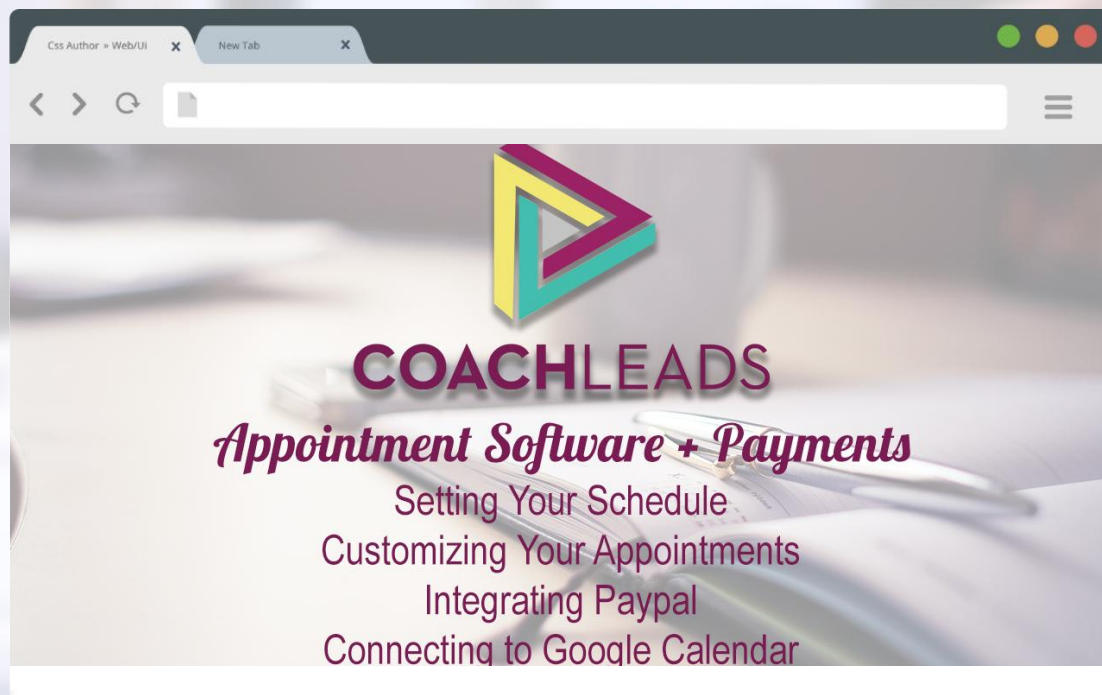 Css Author » Web/Ui x New Tab x
COACHLEADS
Appointment Software + Payments
Setting Your Schedule
Customizing Your Appointments
Integrating Paypal
Connecting to Google Calendar